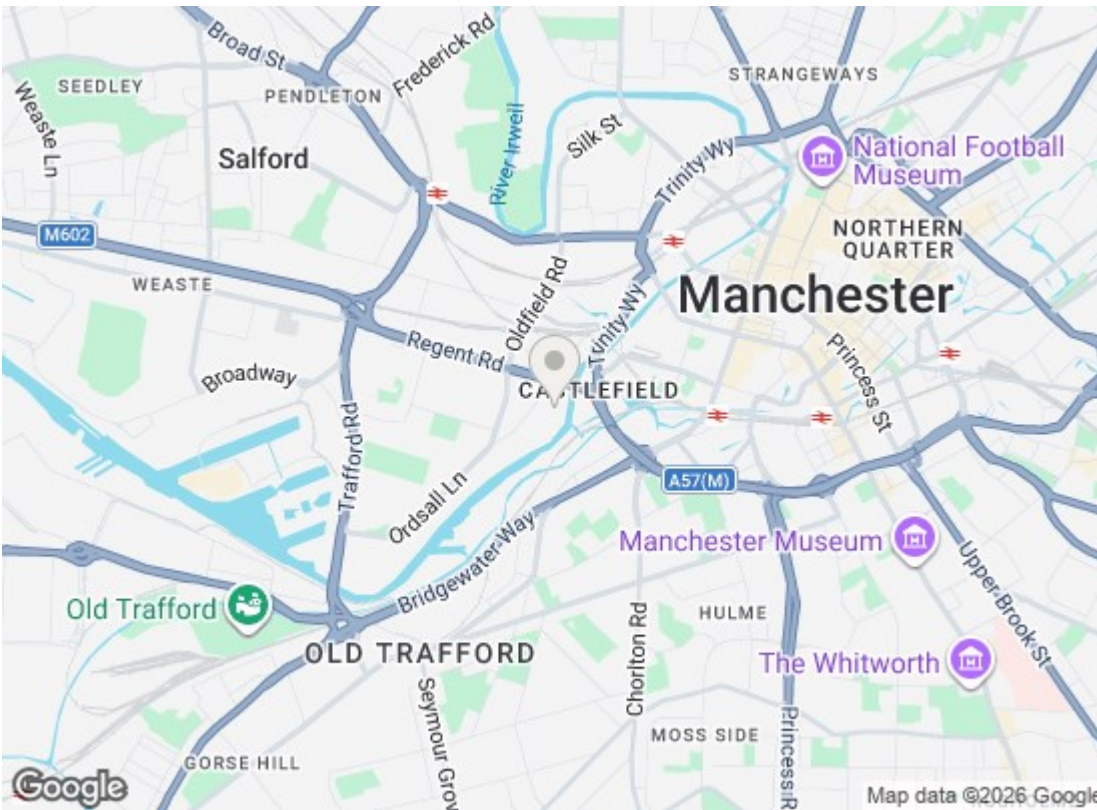 Broad St
Frederick Rd
STRANGEWAYS
SEEDLEY
PENDLETON
Weaste Ln
Salford
River Irwell
Silk St
Trinity Wy
National Football
Museum
NORTHERN
QUARTER
M602
WEASTE
Oldfield Rd
Trinity Wy
Manchester
Regent Rd
Princess St
Broadway
CASTLEFIELD
Trafford Rd
Ordsall Ln
A57(M)
Bridgewater Way
Manchester Museum
Upper Brook St
Old Trafford
HULME
OLD TRAFFORD
Chorlton Rd
The Whitworth
Seymour Grov
Princess R
MOSS SIDE
GORSE HILL
Google
Map data ©2026 Google